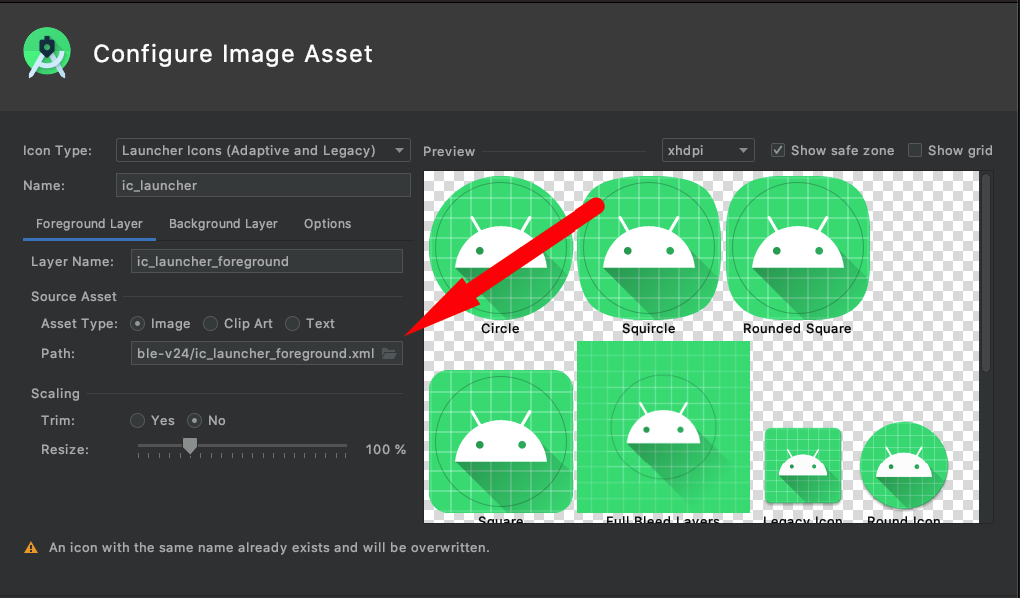 Configure Image Asset
Icon Type: Launcher Icons (Adaptive and Legacy)
Preview xhdpi Show safe zone Show grid
Name: ic_launcher
Foreground Layer Background Layer Options
Layer Name: ic_launcher_foreground
Source Asset
Asset Type: Image Clip Art Text
Path: ble-v24/ic_launcher_foreground.xml
Scaling
Trim: Yes No
Resize: 100 %
Circle Squircle Rounded Square
Square Full Bleed Layers Legacy Icon Round Icon
An icon with the same name already exists and will be overwritten.